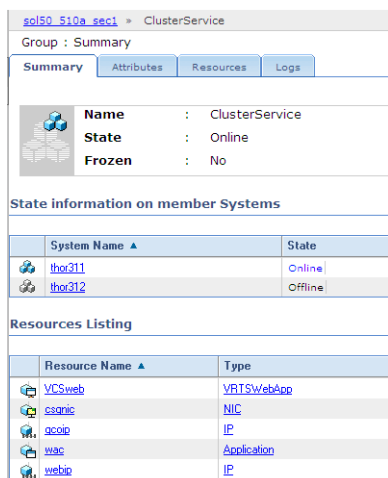 sol50_510a_sec1 » ClusterService
Group : Summary
Summary Attributes Resources Logs
Name : ClusterService
State : Online
Frozen : No
State information on member Systems
System Name ▲ State
thor311 Online
thor312 Offline
Resources Listing
Resource Name ▲ Type
VCSweb VRTSWebApp
csgnic NIC
gcoip IP
wac Application
webip IP